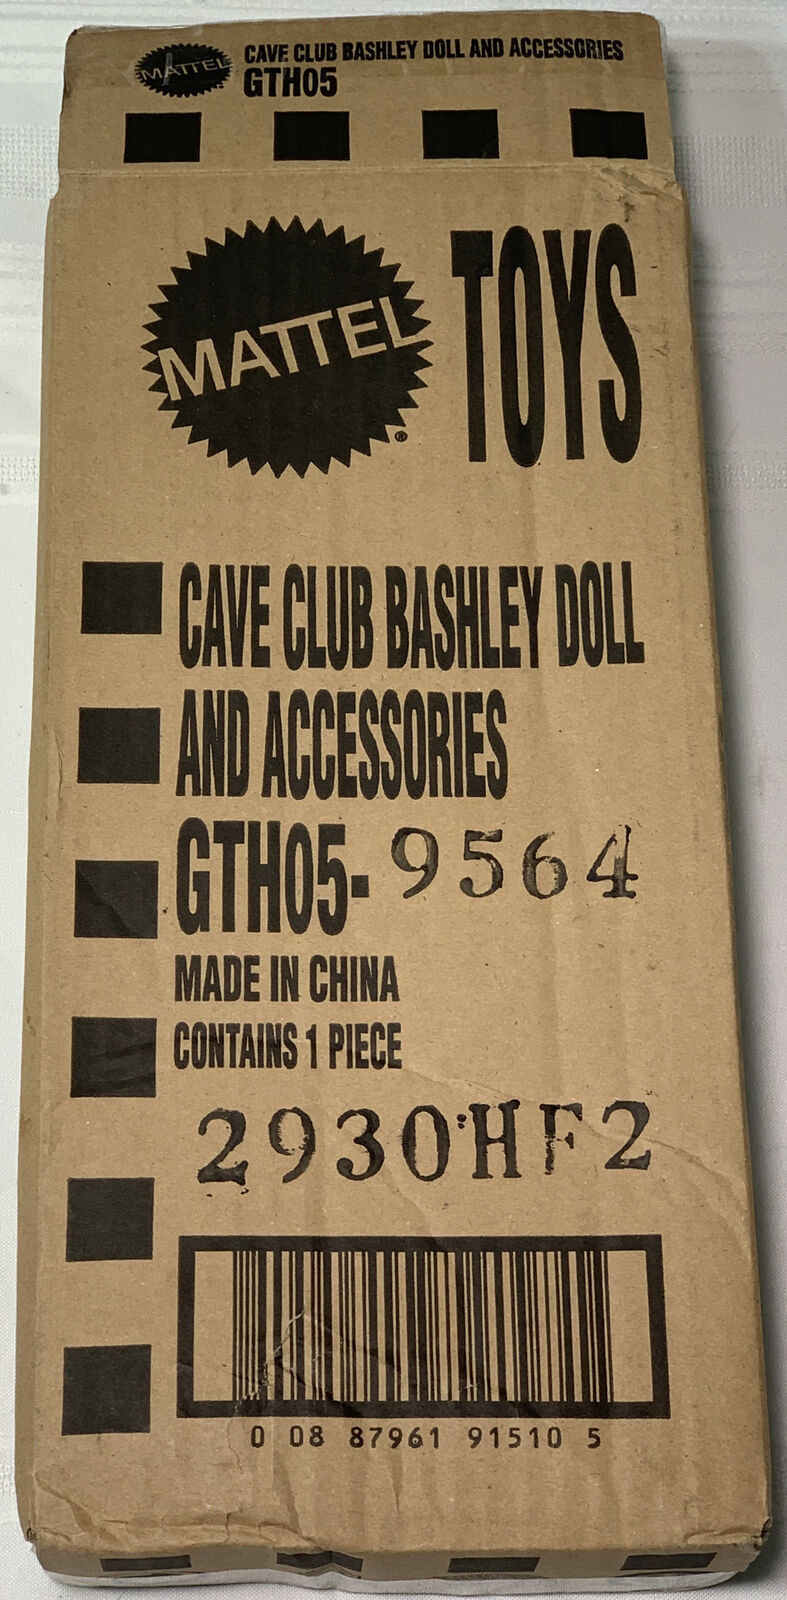 MATTEL
CAVE CLUB BASHLEY DOLL AND ACCESSORIES
GTH05
MATTEL
®
TOYS
CAVE CLUB BASHLEY DOLL
AND ACCESSORIES
GTH05-9564
MADE IN CHINA
CONTAINS 1 PIECE
2930HF2
0 08 87961 91510 5